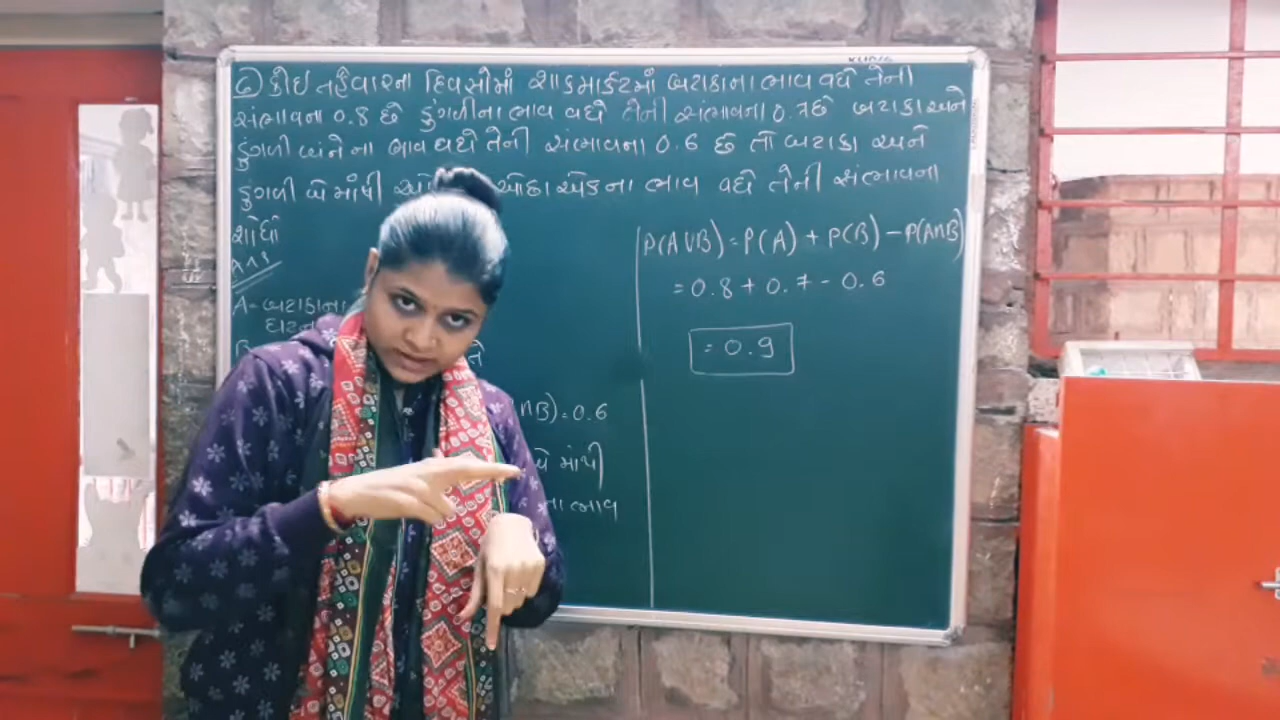 ૬) કોઇ તહેવારના દિવસોમાં શાકમાર્કેટમાં બટાકાના ભાવ વધે તેની
સંભાવના 0.8 છે ડુંગળીના ભાવ વધે તેની સંભાવના 0.7 છે બટાકા અને
ડુંગળી બંને ના ભાવ વધે તેની સંભાવના 0.6 છે તો બટાકા અને
ડુંગળી બે માંથી ઓછા એકના ભાવ વધે તેની સંભાવના
શોધો
A = બટાકાના
B
ને
∩B) = 0.6
બે માંથી
ના ભાવ
P(A∪B) = P(A) + P(B) - P(A∩B)
= 0.8 + 0.7 - 0.6
= 0.9